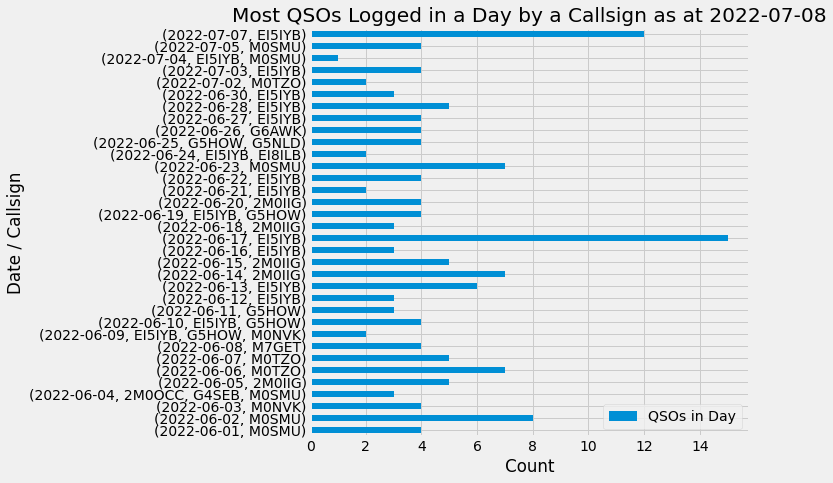 Most QSOs Logged in a Day by a Callsign as at 2022-07-08
(2022-07-07, EI5IYB)
(2022-07-05, M0SMU)
(2022-07-04, EI5IYB, M0SMU)
(2022-07-03, EI5IYB)
(2022-07-02, M0TZO)
(2022-06-30, EI5IYB)
(2022-06-28, EI5IYB)
(2022-06-27, EI5IYB)
(2022-06-26, G6AWK)
(2022-06-25, G5HOW, G5NLD)
(2022-06-24, EI5IYB, EI8ILB)
(2022-06-23, M0SMU)
(2022-06-22, EI5IYB)
(2022-06-21, EI5IYB)
(2022-06-20, 2M0IIG)
(2022-06-19, EI5IYB, G5HOW)
(2022-06-18, 2M0IIG)
(2022-06-17, EI5IYB)
(2022-06-16, EI5IYB)
(2022-06-15, 2M0IIG)
(2022-06-14, 2M0IIG)
(2022-06-13, EI5IYB)
(2022-06-12, EI5IYB)
(2022-06-11, G5HOW)
(2022-06-10, EI5IYB, G5HOW)
(2022-06-09, EI5IYB, G5HOW, M0NVK)
(2022-06-08, M7GET)
(2022-06-07, M0TZO)
(2022-06-06, M0TZO)
(2022-06-05, 2M0IIG)
(2022-06-04, 2M0OCC, G4SEB, M0SMU)
(2022-06-03, M0NVK)
(2022-06-02, M0SMU)
(2022-06-01, M0SMU)
Date / Callsign
QSOs in Day
0 2 4 6 8 10 12 14
Count